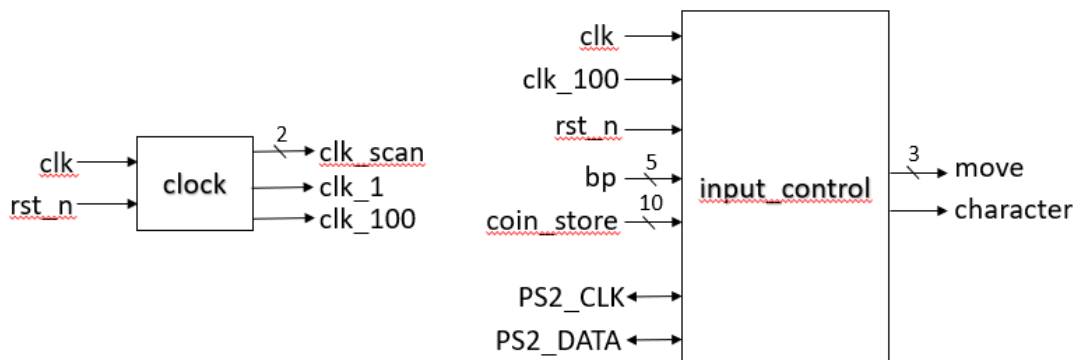 clk
rst_n
clock
2
clk_scan
clk_1
clk_100
clk
clk_100
rst_n
bp
5
coin_store
10
PS2_CLK
PS2_DATA
input_control
3
move
character